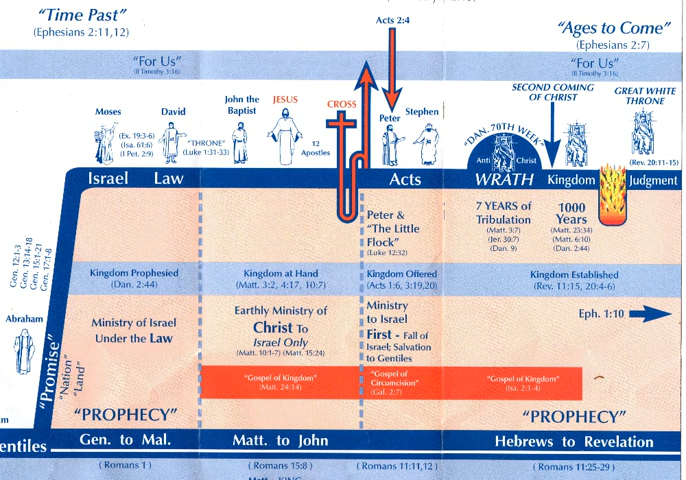 "Time Past"
(Ephesians 2:11,12)
Acts 2:4
"Ages to Come"
(Ephesians 2:7)
"For Us"
(II Timothy 3:16)
"For Us"
(II Timothy 3:16)
SECOND COMING
OF CHRIST
GREAT WHITE
THRONE
Moses
(Ex. 19:3-6)
(Isa. 61:6)
(I Pet. 2:9)
David
"THRONE"
(Luke 1:31-33)
John the
Baptist
JESUS
12
Apostles
CROSS
Peter
Stephen
"DAN. 70TH WEEK"
Anti Christ
(Rev. 20:11-15)
Israel Law
Acts
WRATH
Kingdom
Judgment
Peter &
"The Little
Flock"
(Luke 12:32)
7 YEARS of
Tribulation
(Matt. 3:7)
(Jer. 30:7)
(Dan. 9)
1000
Years
(Matt. 25:34)
(Matt. 6:10)
(Dan. 2:44)
Gen. 12:1-3
Gen. 13:14-18
Gen. 15:1-21
Gen. 17:1-8
Kingdom Prophesied
(Dan. 2:44)
Kingdom at Hand
(Matt. 3:2, 4:17, 10:7)
Kingdom Offered
(Acts 1:6, 3:19,20)
Kingdom Established
(Rev. 11:15, 20:4-6)
Abraham
"Promise"
"Nation"
"Land"
Ministry of Israel
Under the Law
Earthly Ministry of
Christ To
Israel Only
(Matt. 10:1-7) (Matt. 15:24)
Ministry
to Israel
First - Fall of
Israel; Salvation
to Gentiles
Eph. 1:10
"Gospel of Kingdom"
(Matt. 24:14)
"Gospel of
Circumcision"
(Gal. 2:7)
"Gospel of Kingdom"
(Isa. 2:1-4)
"PROPHECY"
"PROPHECY"
entiles
Gen. to Mal.
Matt. to John
Hebrews to Revelation
(Romans 1)
(Romans 15:8)
(Romans 11:11,12)
(Romans 11:25-29)